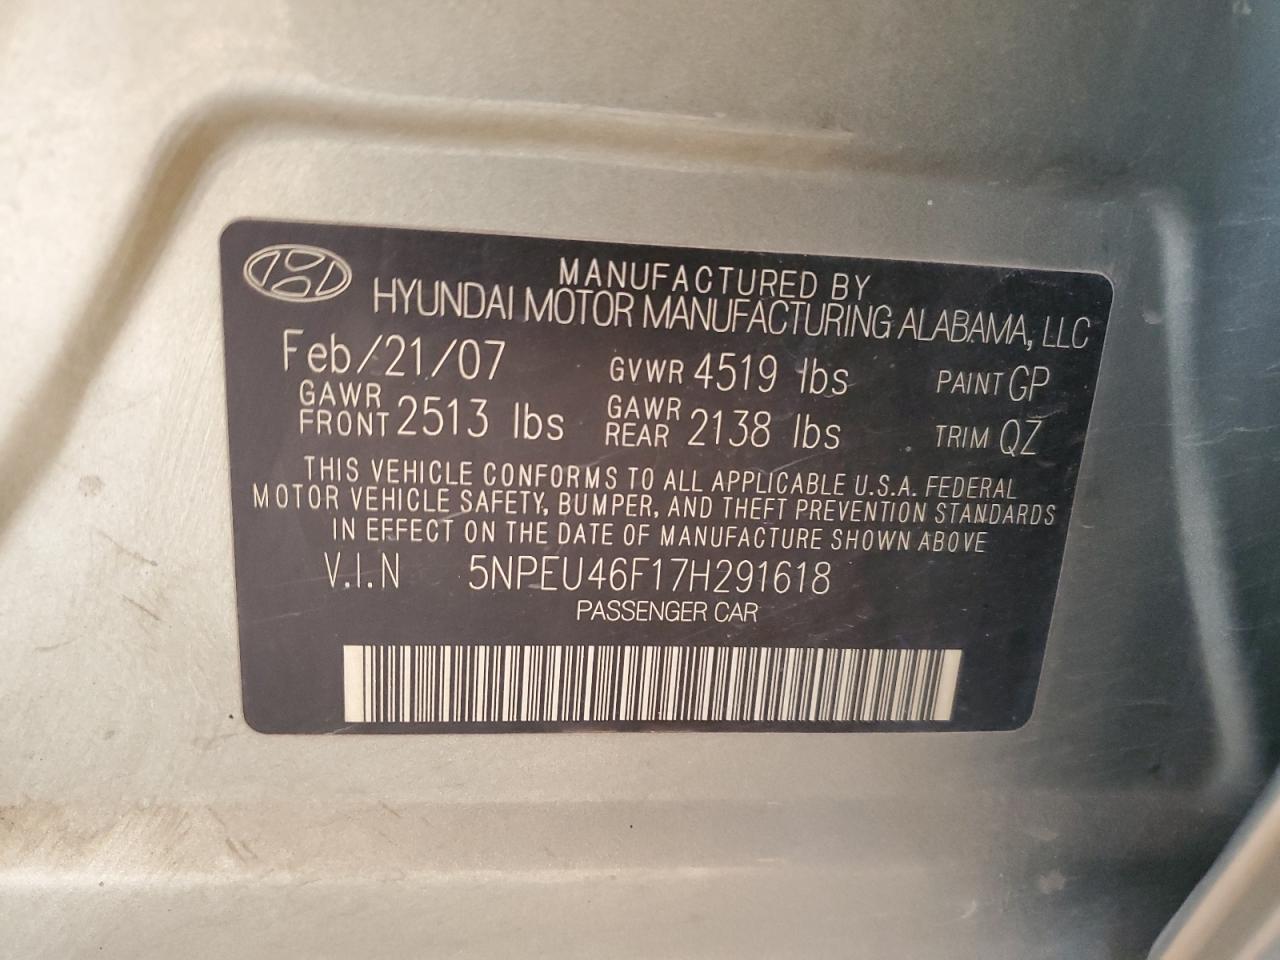 MANUFACTURED BY
HYUNDAI MOTOR MANUFACTURING ALABAMA, LLC
Feb/21/07 GVWR 4519 lbs PAINT GP
GAWR FRONT 2513 lbs GAWR REAR 2138 lbs TRIM QZ
THIS VEHICLE CONFORMS TO ALL APPLICABLE U.S.A. FEDERAL
MOTOR VEHICLE SAFETY, BUMPER, AND THEFT PREVENTION STANDARDS
IN EFFECT ON THE DATE OF MANUFACTURE SHOWN ABOVE
V.I.N 5NPEU46F17H291618
PASSENGER CAR